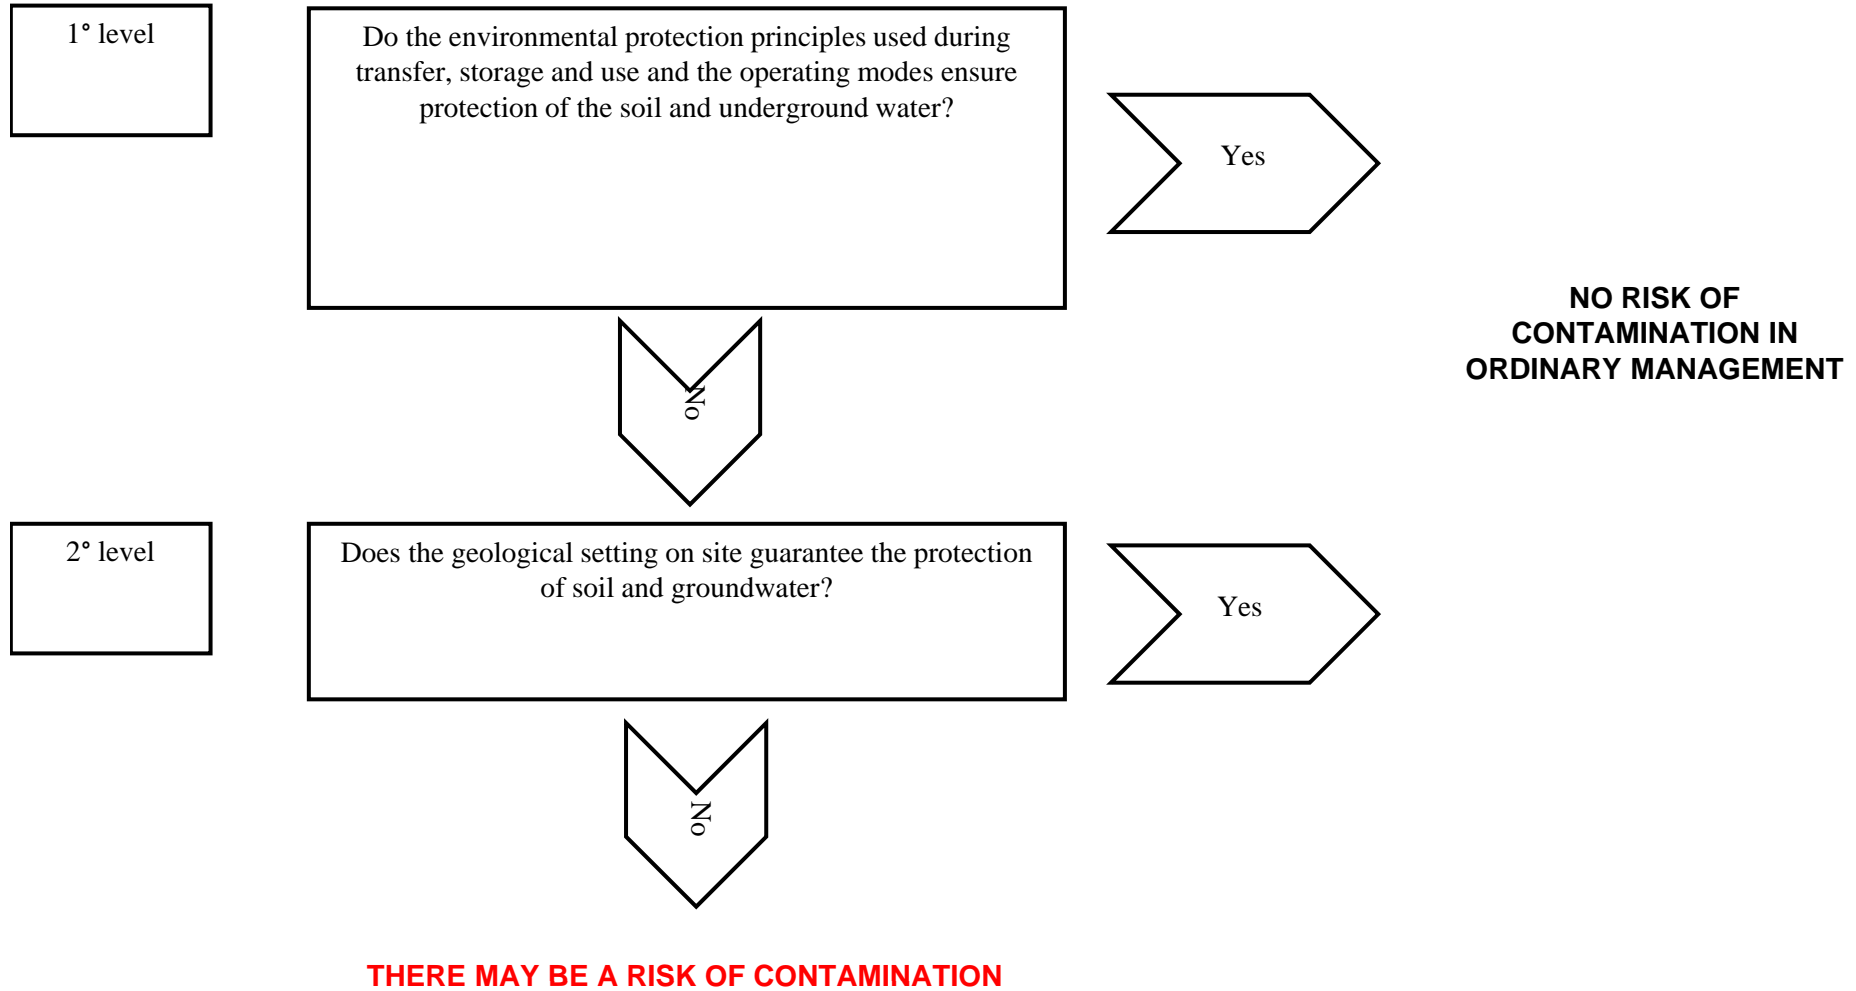 1° level
Do the environmental protection principles used during
transfer, storage and use and the operating modes ensure
protection of the soil and underground water?
Yes
NO RISK OF
CONTAMINATION IN
ORDINARY MANAGEMENT
No
2° level
Does the geological setting on site guarantee the protection
of soil and groundwater?
Yes
No
THERE MAY BE A RISK OF CONTAMINATION